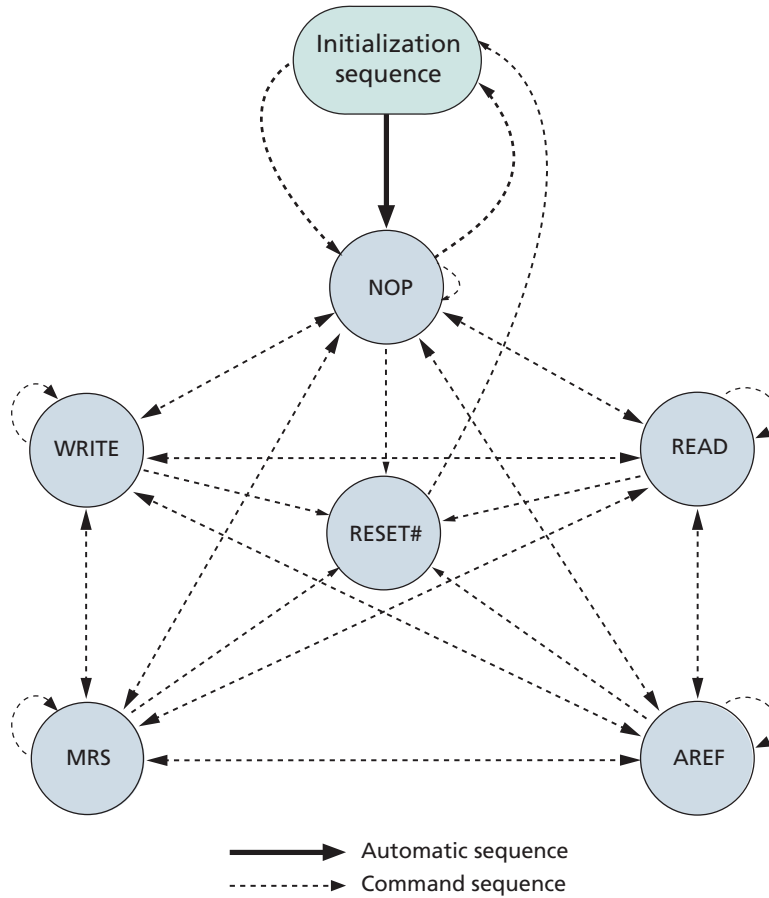 Initialization
sequence
NOP
WRITE
READ
RESET#
MRS
AREF
Automatic sequence
Command sequence